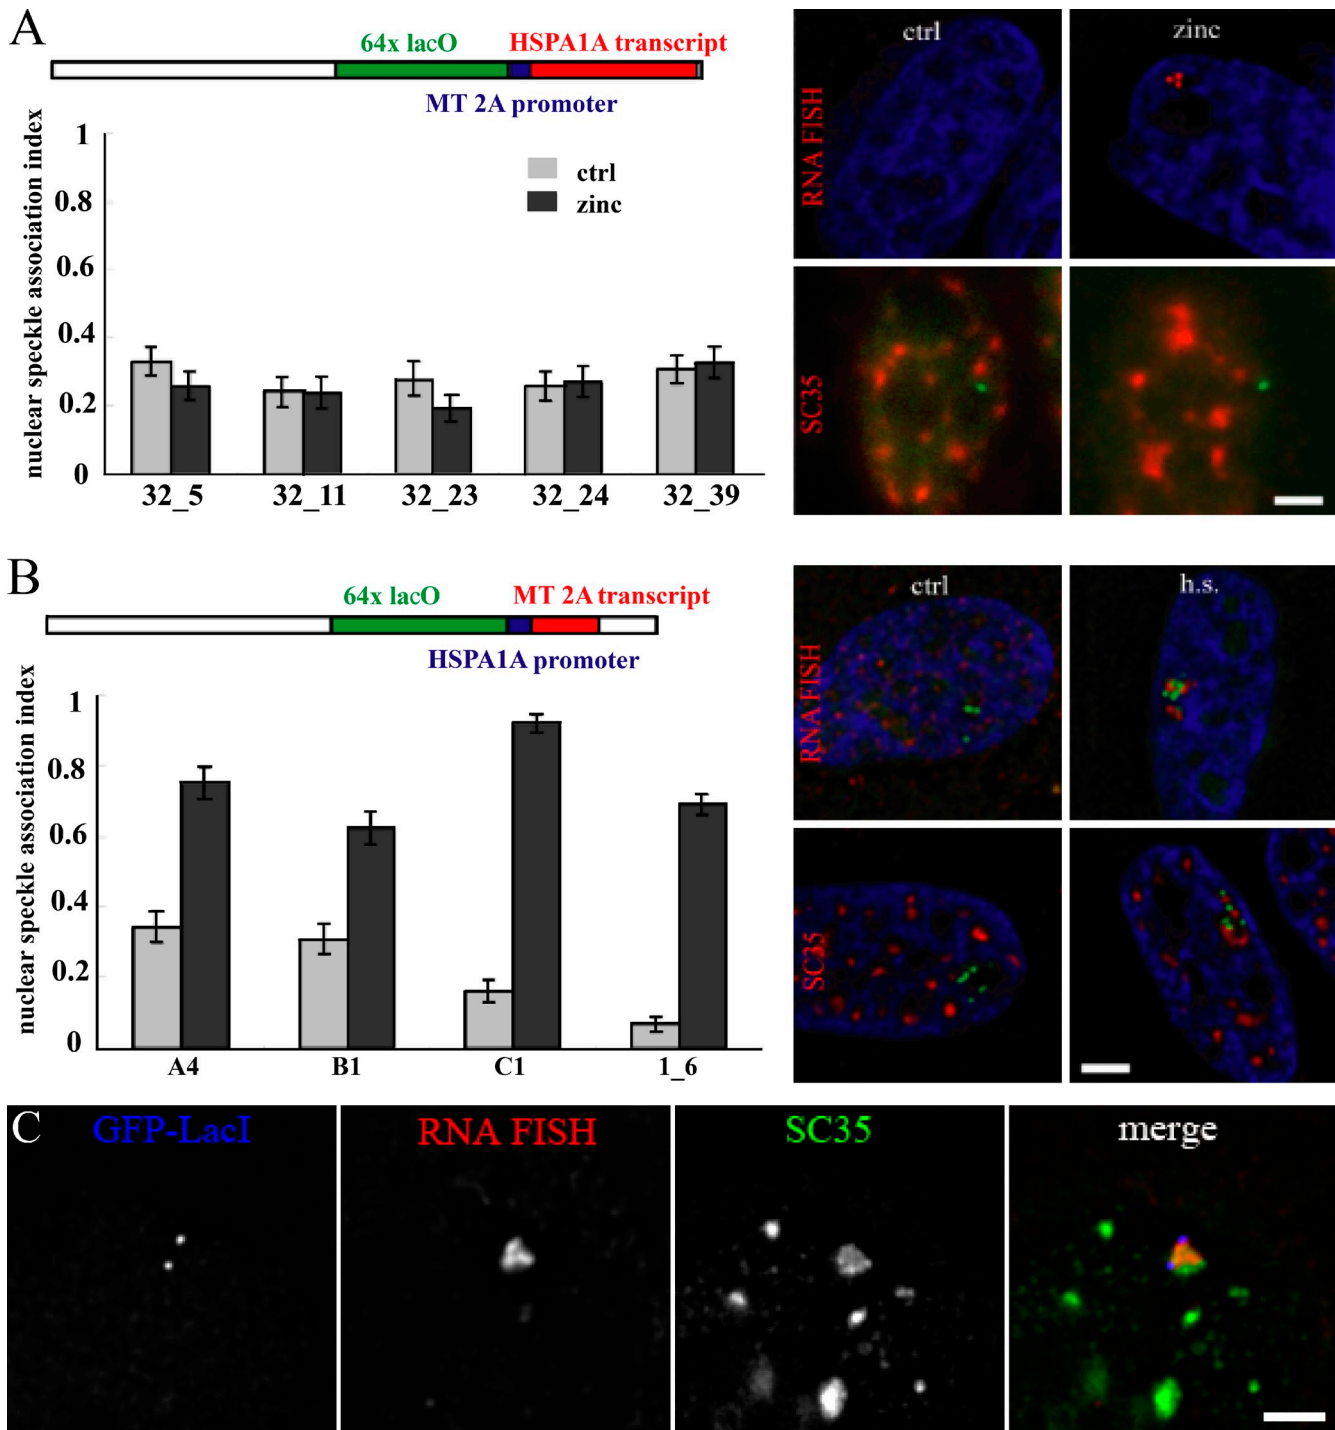 A
64x lacO
HSPA1A transcript
MT 2A promoter
nuclear speckle association index
1
0.8
0.6
0.4
0.2
0
ctrl
zinc
32_5
32_11
32_23
32_24
32_39
ctrl
zinc
RNA FISH
SC35
B
64x lacO
MT 2A transcript
HSPA1A promoter
nuclear speckle association index
1
0.8
0.6
0.4
0.2
0
A4
B1
C1
1_6
ctrl
h.s.
RNA FISH
SC35
C
GFP-LacI
RNA FISH
SC35
merge